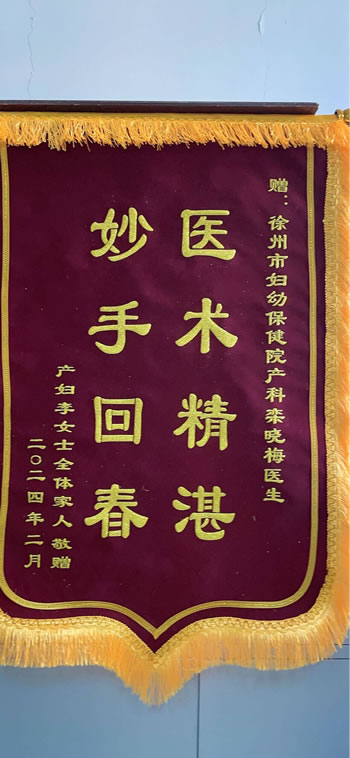 赠：徐州市妇幼保健院产科栾晓梅医生
医术精湛
妙手回春
产妇李女士全体家人 敬赠
二〇二四年二月